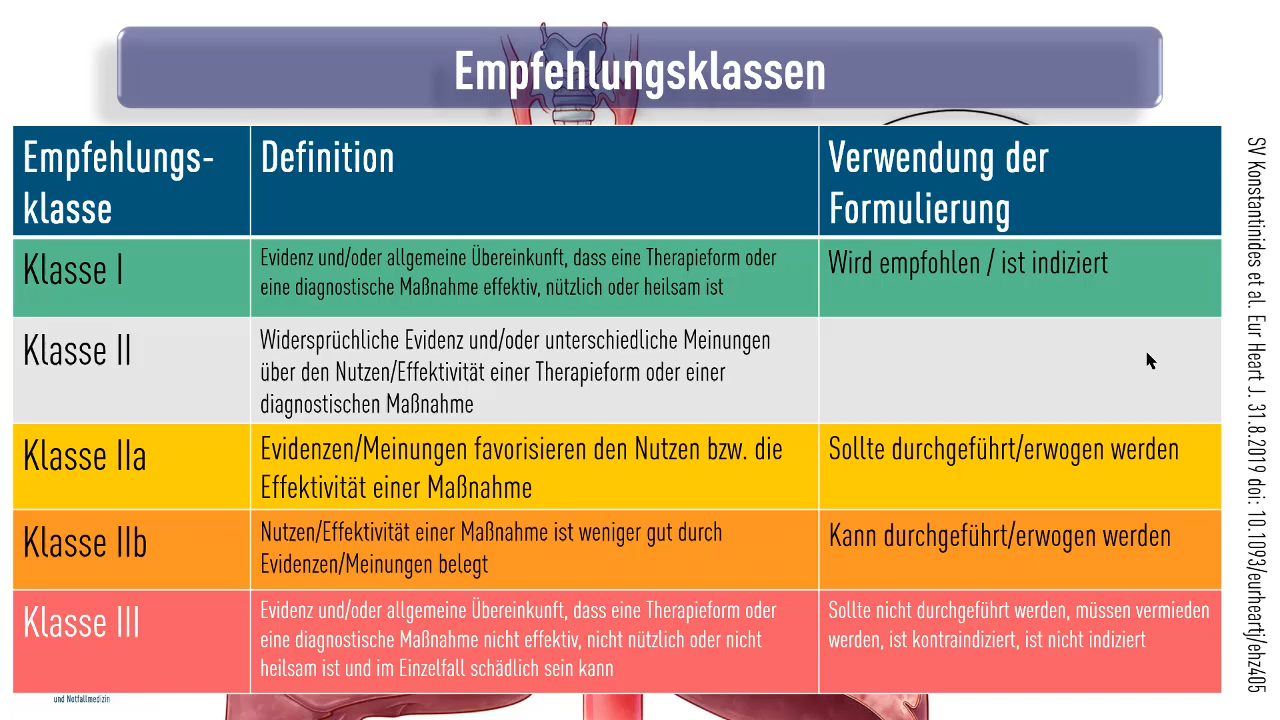 Empfehlungsklassen
Empfehlungs-
klasse
Definition
Verwendung der
Formulierung
Klasse I
Evidenz und/oder allgemeine Übereinkunft, dass eine Therapieform oder
eine diagnostische Maßnahme effektiv, nützlich oder heilsam ist
Wird empfohlen / ist indiziert
Klasse II
Widersprüchliche Evidenz und/oder unterschiedliche Meinungen
über den Nutzen/Effektivität einer Therapieform oder einer
diagnostischen Maßnahme
Klasse IIa
Evidenzen/Meinungen favorisieren den Nutzen bzw. die
Effektivität einer Maßnahme
Sollte durchgeführt/erwogen werden
Klasse IIb
Nutzen/Effektivität einer Maßnahme ist weniger gut durch
Evidenzen/Meinungen belegt
Kann durchgeführt/erwogen werden
Klasse III
Evidenz und/oder allgemeine Übereinkunft, dass eine Therapieform oder
eine diagnostische Maßnahme nicht effektiv, nicht nützlich oder nicht
heilsam ist und im Einzelfall schädlich sein kann
Sollte nicht durchgeführt werden, müssen vermieden
werden, ist kontraindiziert, ist nicht indiziert
und Notfallmedizin
SV Konstantinides et al. Eur Heart J. 31.8.2019 doi: 10.1093/eurheartj/ehz405